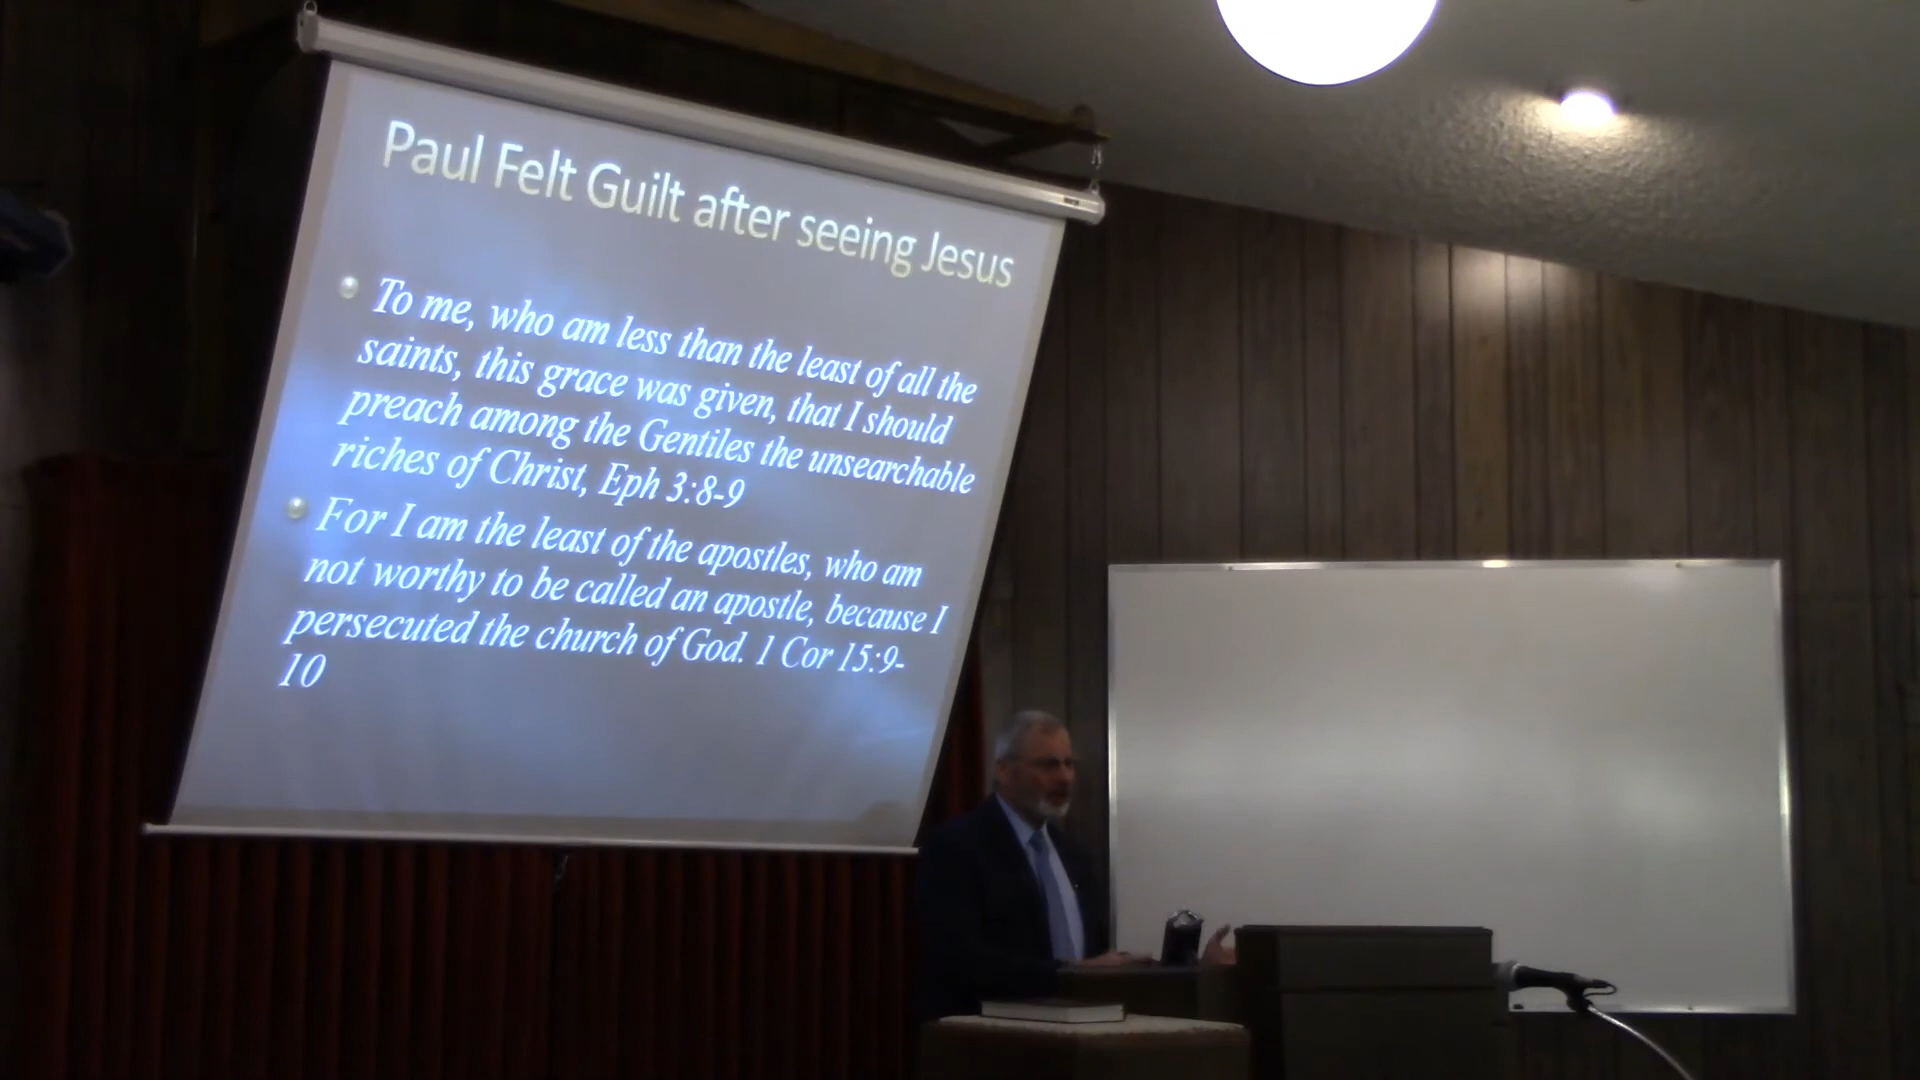 Paul Felt Guilt after seeing Jesus
To me, who am less than the least of all the
saints, this grace was given, that I should
preach among the Gentiles the unsearchable
riches of Christ, Eph 3:8-9
For I am the least of the apostles, who am
not worthy to be called an apostle, because I
persecuted the church of God. 1 Cor 15:9-
10